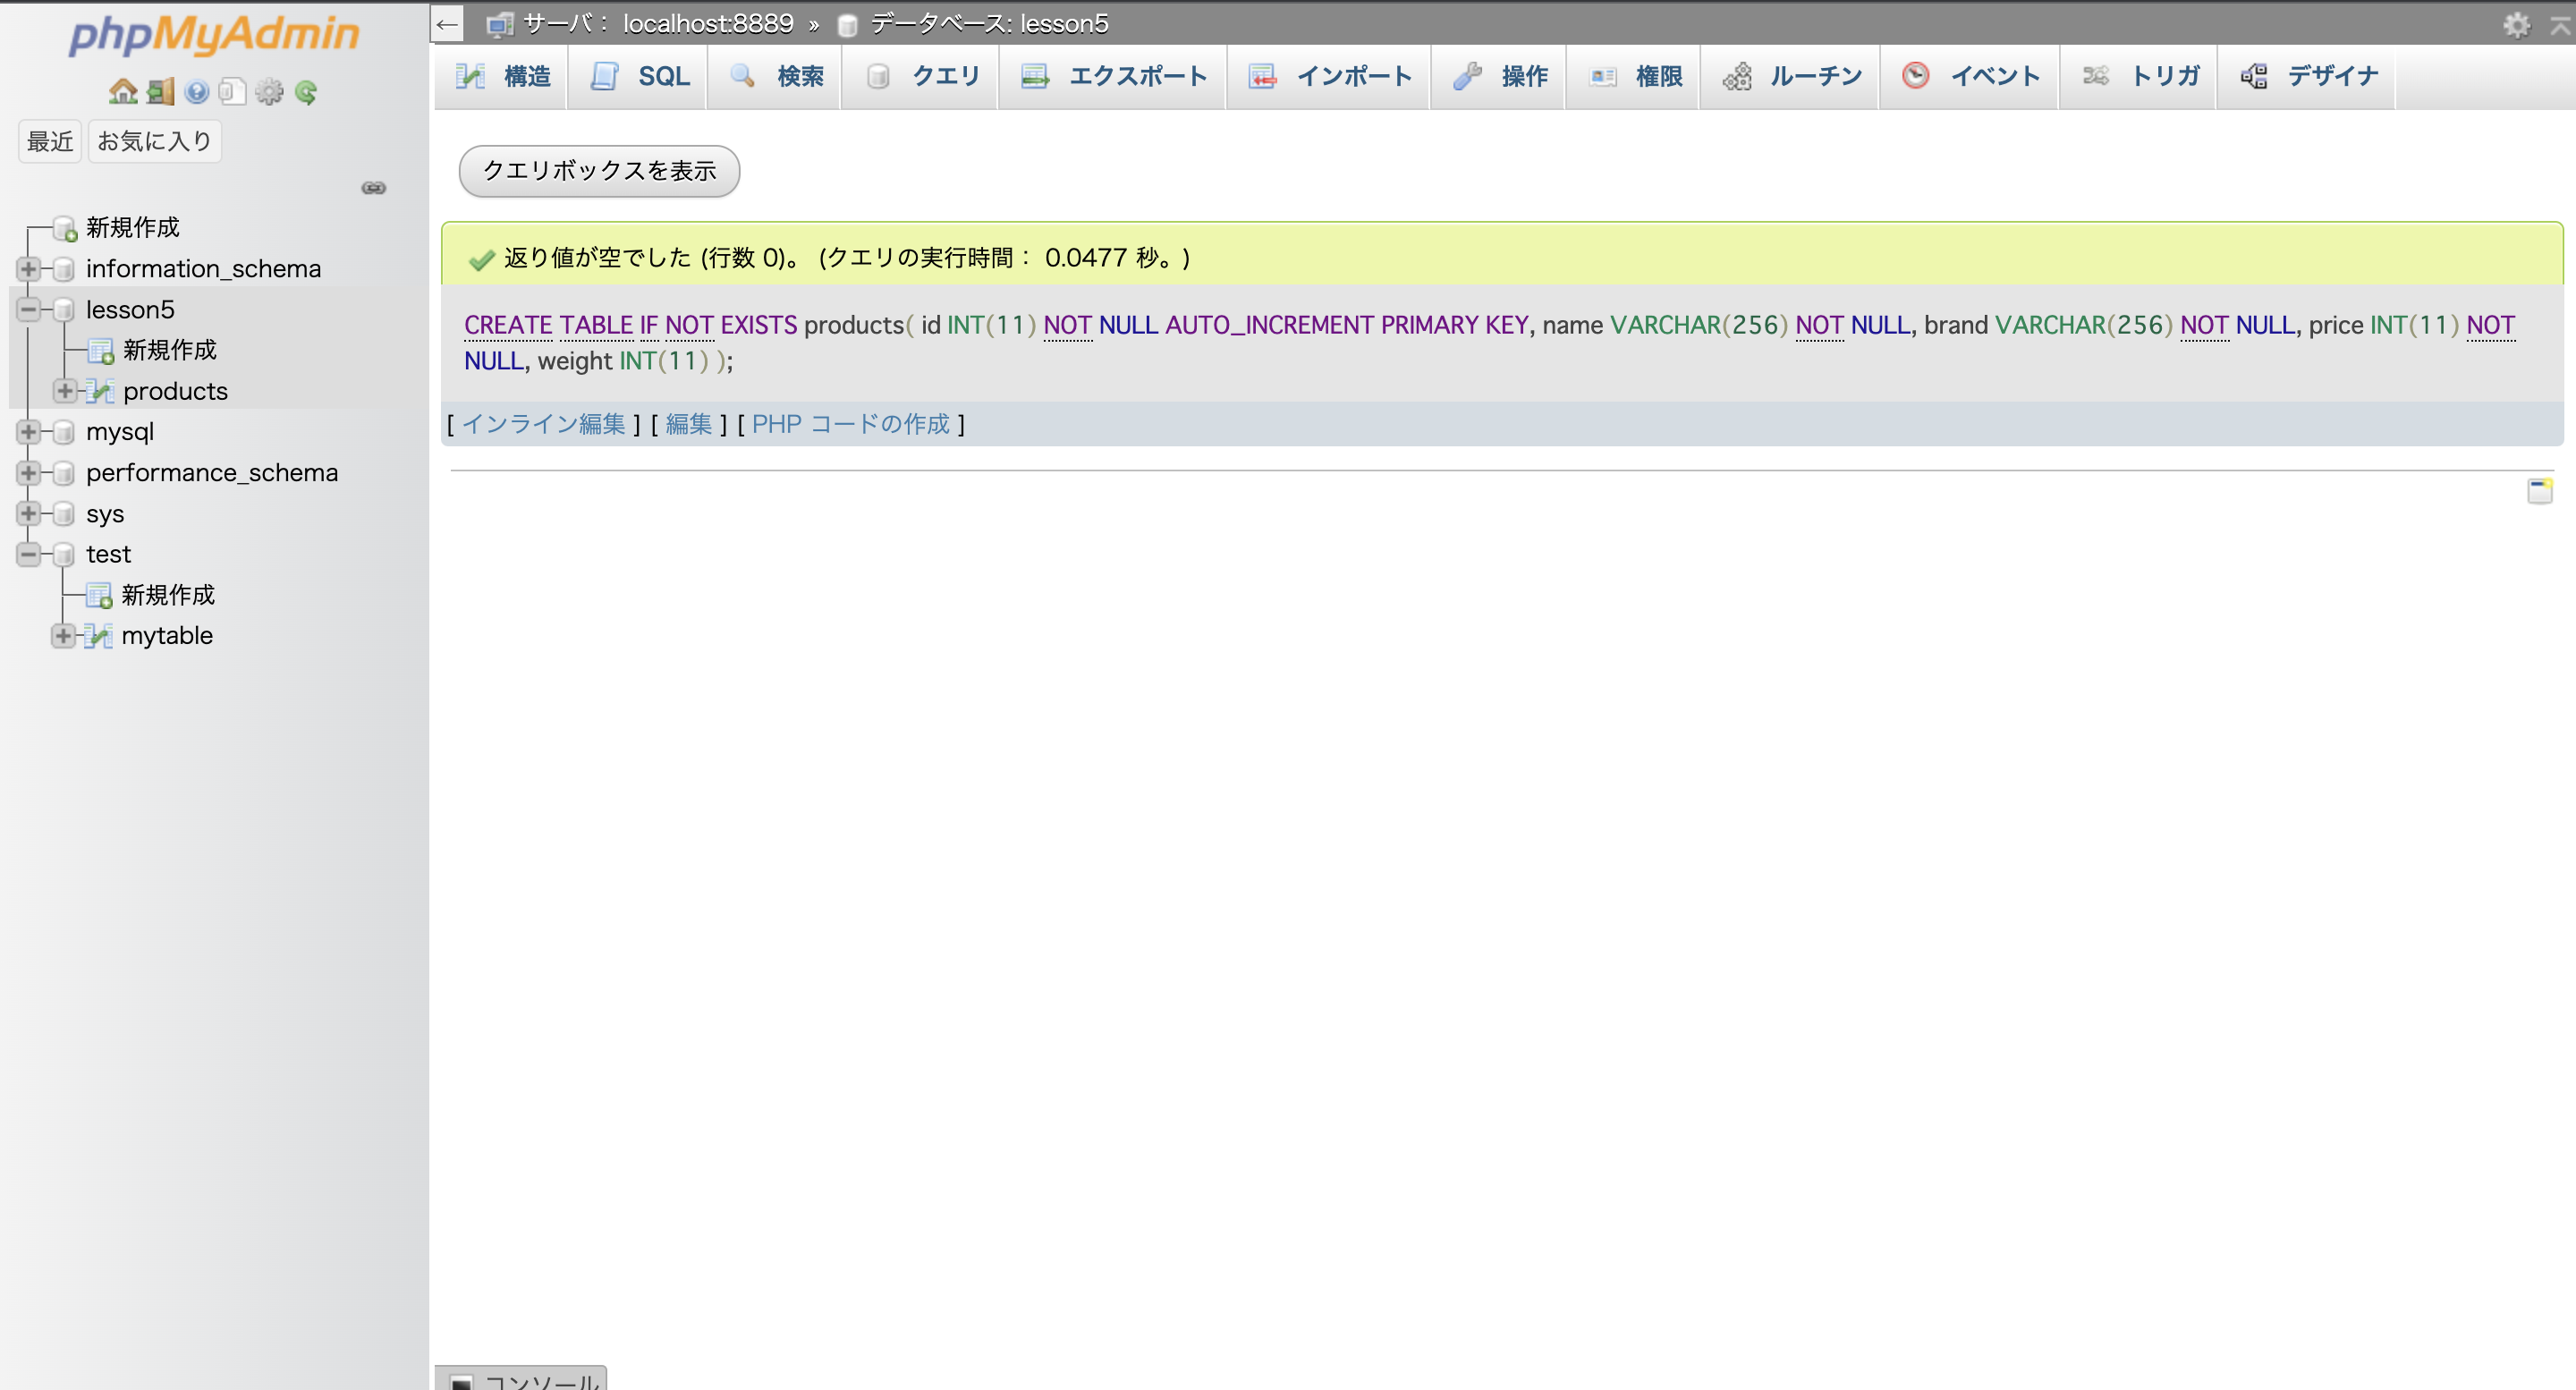 phpMyAdmin
最近 お気に入り
新規作成
information_schema
lesson5
新規作成
products
mysql
performance_schema
sys
test
新規作成
mytable
← サーバ： localhost:8889 » データベース: lesson5
構造 SQL 検索 クエリ エクスポート インポート 操作 権限 ルーチン イベント トリガ デザイナ
クエリボックスを表示
返り値が空でした (行数 0)。 (クエリの実行時間： 0.0477 秒。)
CREATE TABLE IF NOT EXISTS products( id INT(11) NOT NULL AUTO_INCREMENT PRIMARY KEY, name VARCHAR(256) NOT NULL, brand VARCHAR(256) NOT NULL, price INT(11) NOT
NULL, weight INT(11) );
[ インライン編集 ] [ 編集 ] [ PHP コードの作成 ]
コンソール